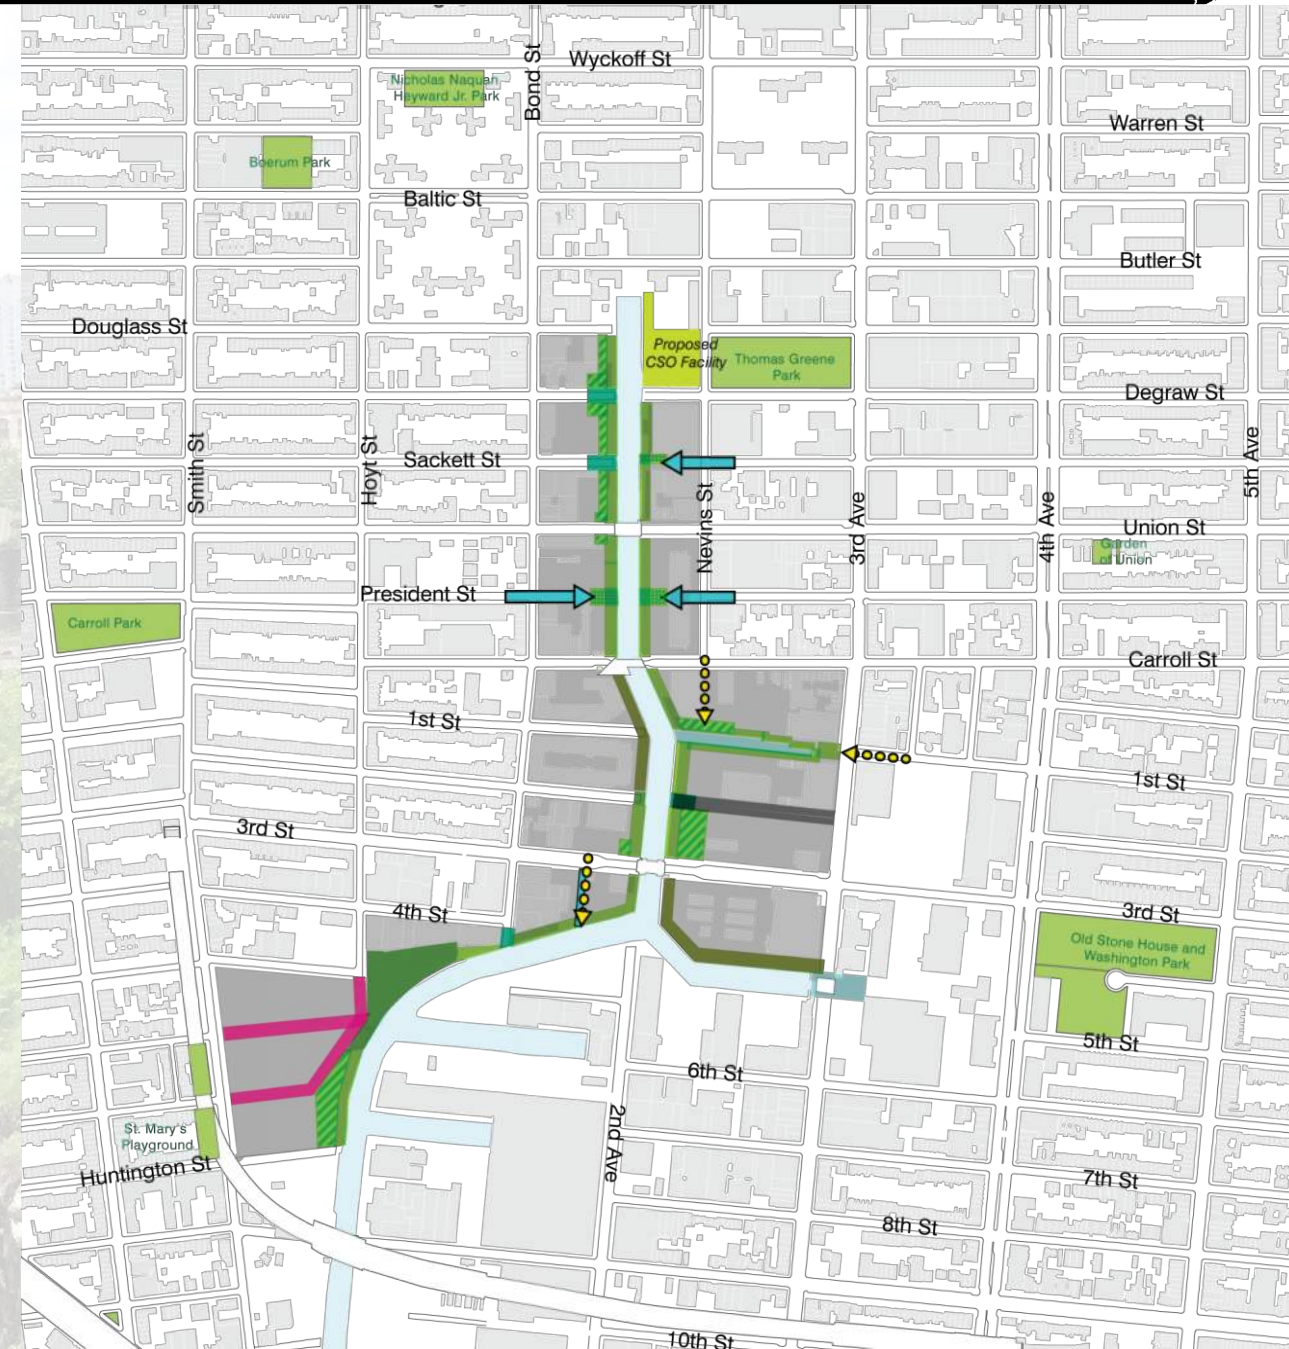 Wyckoff St
Bond St
Nicholas Naquan
Heyward Jr. Park
Warren St
Boerum Park
Baltic St
Butler St
Douglass St
Proposed
CSO Facility
Thomas Greene
Park
Degraw St
Smith St
Hoyt St
Sackett St
5th Ave
Nevins St
3rd Ave
4th Ave
Union St
Garden
of Union
President St
Carroll Park
Carroll St
1st St
1st St
3rd St
4th St
3rd St
Old Stone House and
Washington Park
5th St
6th St
2nd Ave
St. Mary's
Playground
Huntington St
7th St
8th St
10th St